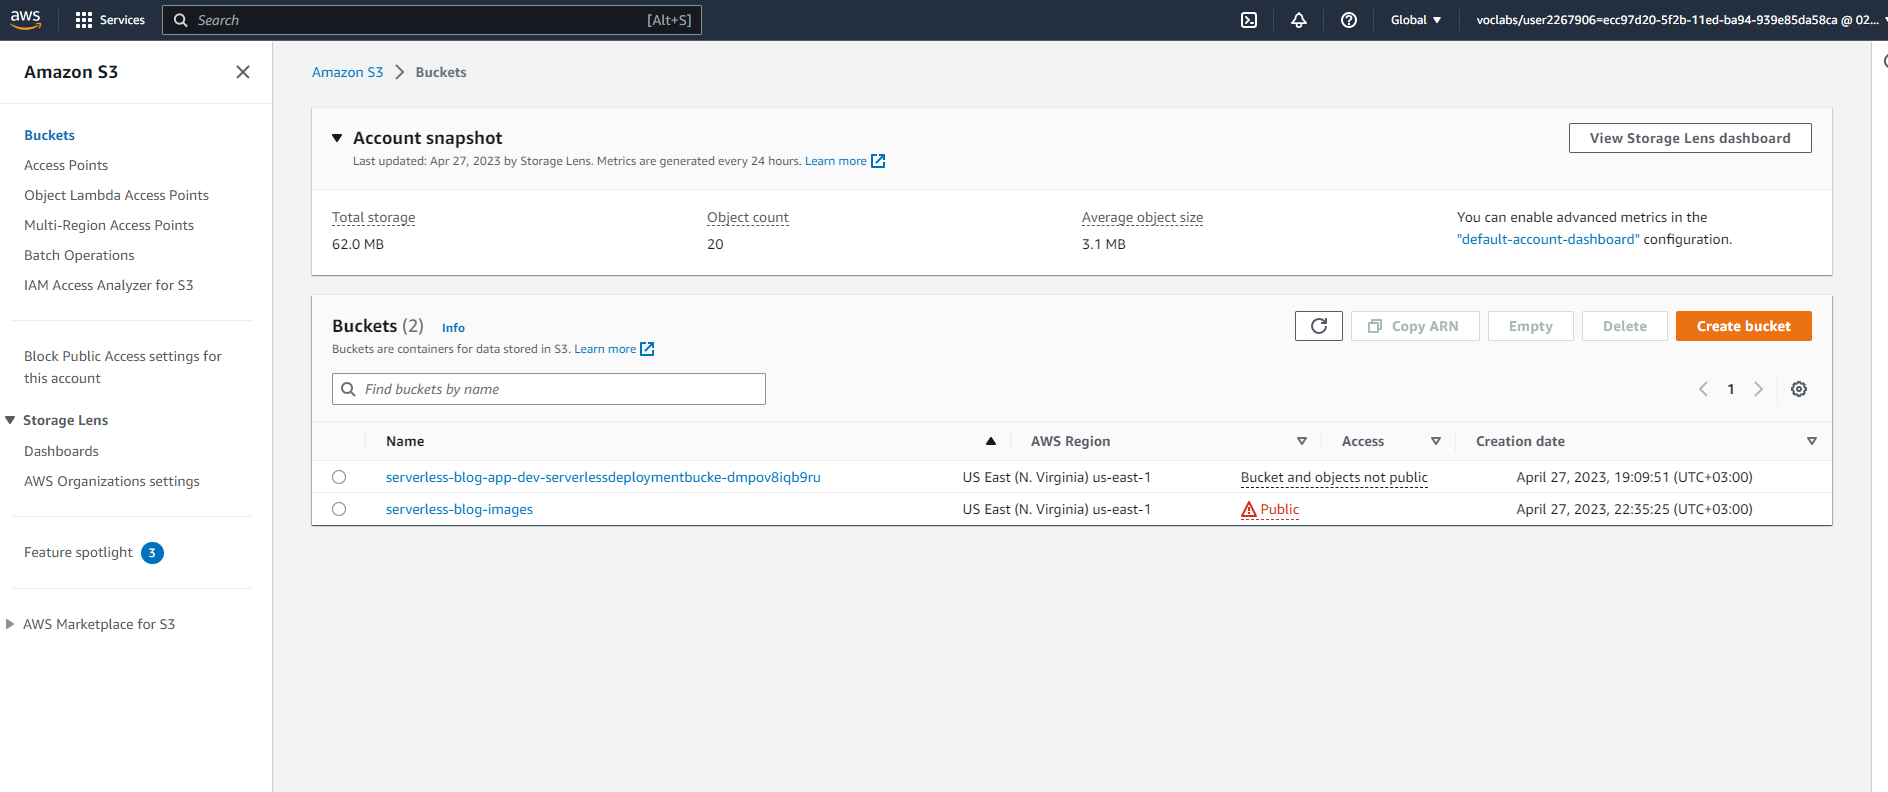 aws
Services
Search
[Alt+S]
Global
voclabs/user2267906=ecc97d20-5f2b-11ed-ba94-939e85da58ca @ 02...
Amazon S3
Buckets
Access Points
Object Lambda Access Points
Multi-Region Access Points
Batch Operations
IAM Access Analyzer for S3
Block Public Access settings for
this account
Storage Lens
Dashboards
AWS Organizations settings
Feature spotlight 3
AWS Marketplace for S3
Amazon S3 > Buckets
Account snapshot
Last updated: Apr 27, 2023 by Storage Lens. Metrics are generated every 24 hours. Learn more
View Storage Lens dashboard
Total storage
62.0 MB
Object count
20
Average object size
3.1 MB
You can enable advanced metrics in the
"default-account-dashboard" configuration.
Buckets (2) Info
Buckets are containers for data stored in S3. Learn more
Copy ARN
Empty
Delete
Create bucket
Find buckets by name
1
Name AWS Region Access Creation date
serverless-blog-app-dev-serverlessdeploymentbucke-dmpov8iqb9ru US East (N. Virginia) us-east-1 Bucket and objects not public April 27, 2023, 19:09:51 (UTC+03:00)
serverless-blog-images US East (N. Virginia) us-east-1 Public April 27, 2023, 22:35:25 (UTC+03:00)